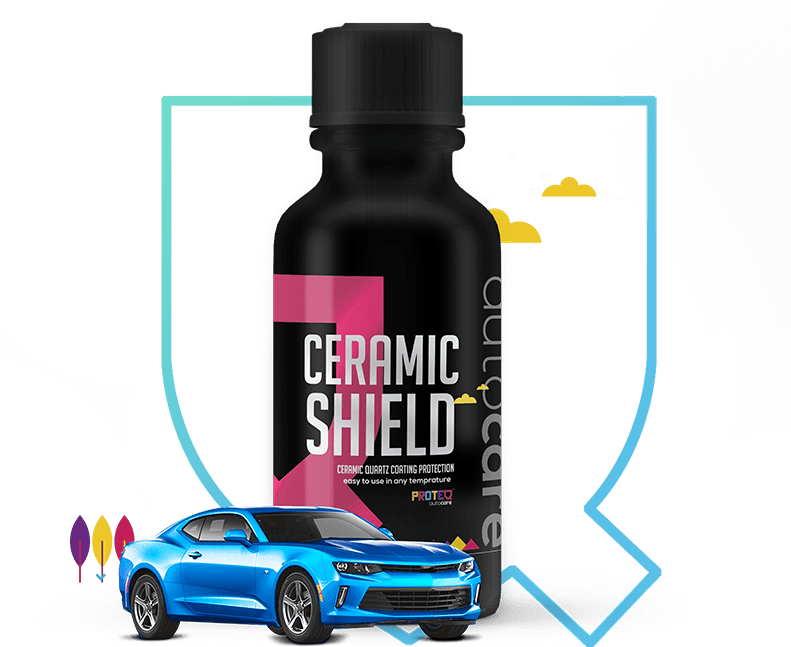 CERAMIC
SHIELD
CERAMIC QUARTZ COATING PROTECTION
easy to use in any temprature
PROTEQ
autocare
autocare